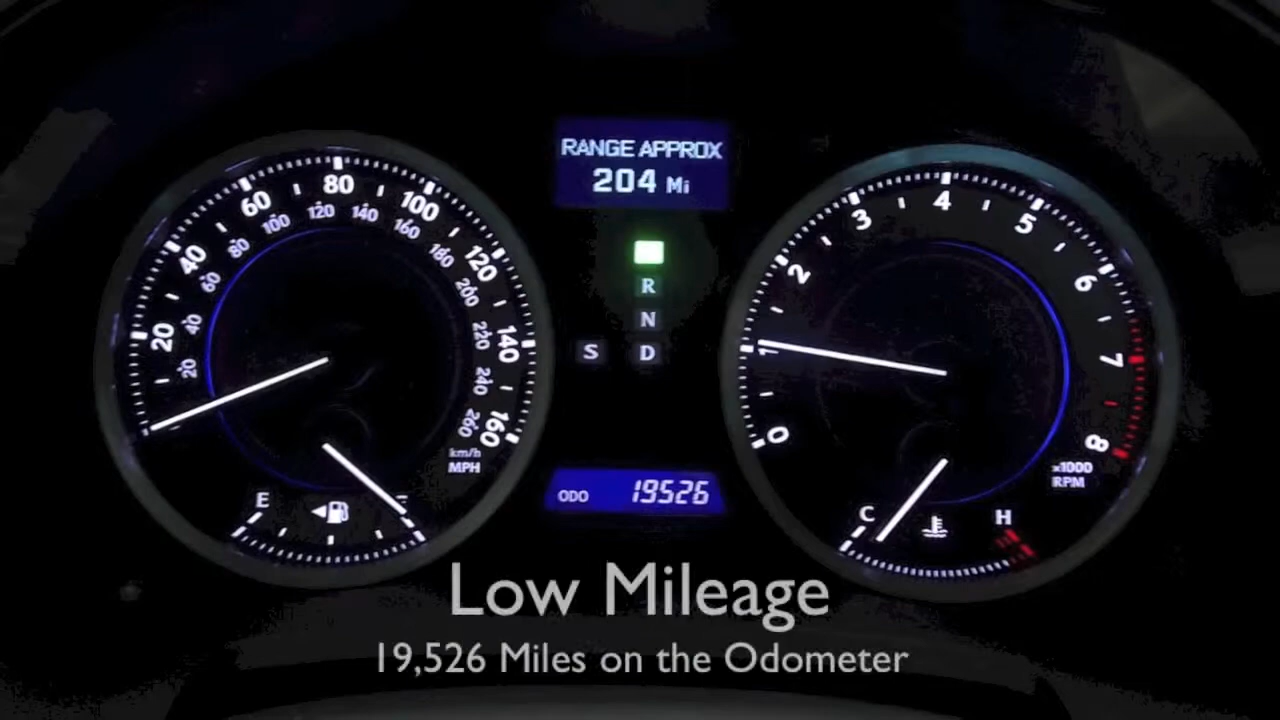 RANGE APPROX
204 Mi
20 40 60 80 100 120 140 160
20 40 60 80 100 120 140 160 180 200 220 240 260
km/h
MPH
E
R
N
S D
ODO 19526
0 1 2 3 4 5 6 7 8
x1000
RPM
C H
Low Mileage
19,526 Miles on the Odometer